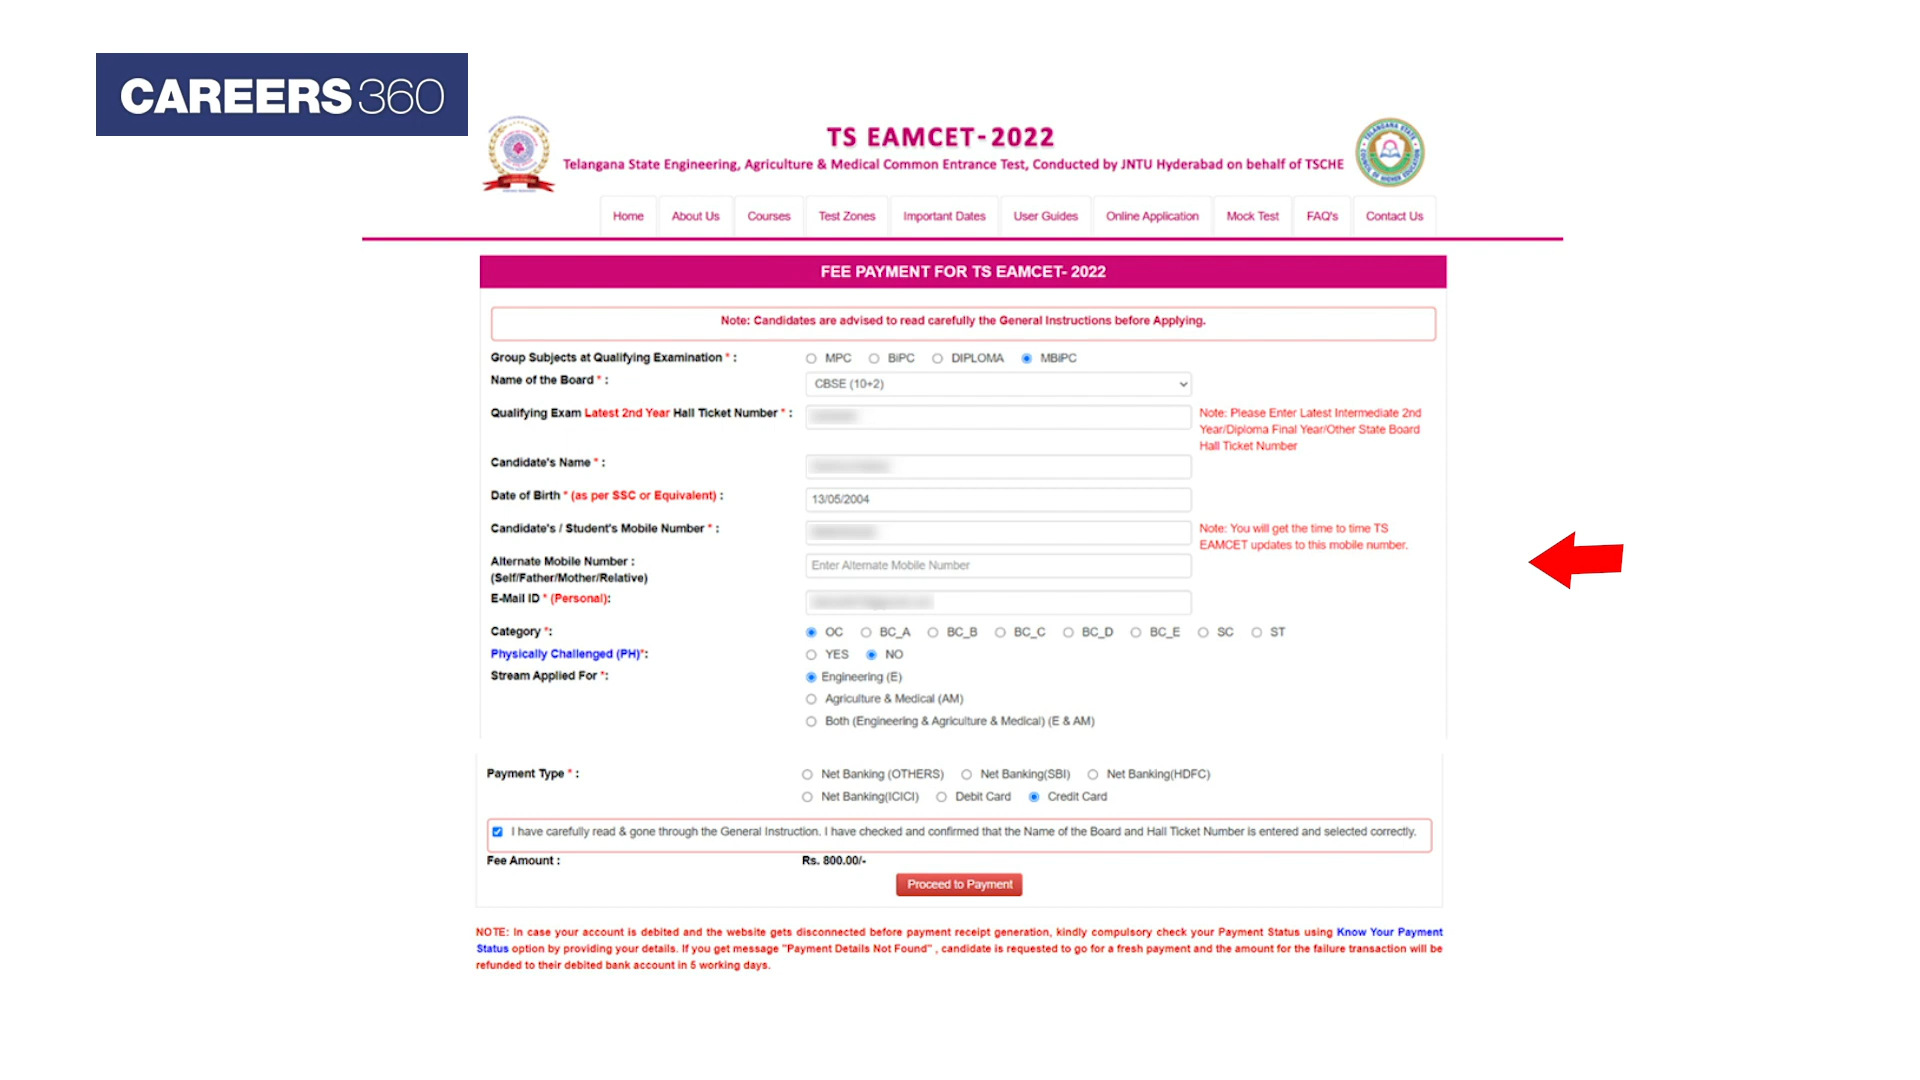 CAREERS360
TS EAMCET-2022
Telangana State Engineering, Agriculture & Medical Common Entrance Test, Conducted by JNTU Hyderabad on behalf of TSCHE
Home About Us Courses Test Zones Important Dates User Guides Online Application Mock Test FAQ's Contact Us
FEE PAYMENT FOR TS EAMCET- 2022
Note: Candidates are advised to read carefully the General Instructions before Applying.
Group Subjects at Qualifying Examination * : MPC BiPC DIPLOMA MBiPC
Name of the Board * : CBSE (10+2)
Qualifying Exam Latest 2nd Year Hall Ticket Number * : Note: Please Enter Latest Intermediate 2nd
Year/Diploma Final Year/Other State Board
Hall Ticket Number
Candidate's Name * :
Date of Birth * (as per SSC or Equivalent) : 13/05/2004
Candidate's / Student's Mobile Number * : Note: You will get the time to time TS
EAMCET updates to this mobile number.
Alternate Mobile Number : Enter Alternate Mobile Number
(Self/Father/Mother/Relative)
E-Mail ID * (Personal):
Category *: OC BC_A BC_B BC_C BC_D BC_E SC ST
Physically Challenged (PH)*: YES NO
Stream Applied For *: Engineering (E)
Agriculture & Medical (AM)
Both (Engineering & Agriculture & Medical) (E & AM)
Payment Type * : Net Banking (OTHERS) Net Banking(SBI) Net Banking(HDFC)
Net Banking(ICICI) Debit Card Credit Card
I have carefully read & gone through the General Instruction. I have checked and confirmed that the Name of the Board and Hall Ticket Number is entered and selected correctly.
Fee Amount : Rs. 800.00/-
Proceed to Payment
NOTE: In case your account is debited and the website gets disconnected before payment receipt generation, kindly compulsory check your Payment Status using Know Your Payment
Status option by providing your details. If you get message "Payment Details Not Found" , candidate is requested to go for a fresh payment and the amount for the failure transaction will be
refunded to their debited bank account in 5 working days.